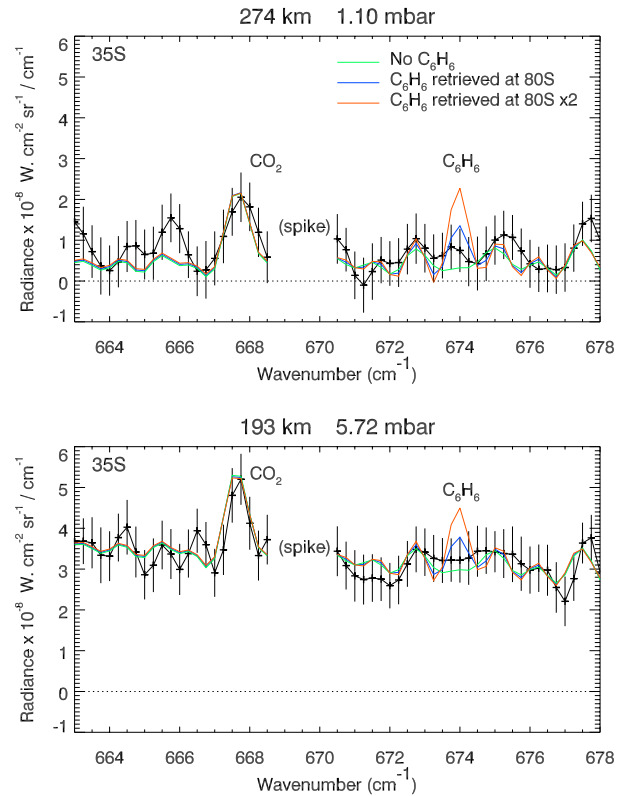 274 km 1.10 mbar
35S
No C6H6
C6H6 retrieved at 80S
C6H6 retrieved at 80S x2
CO2
C6H6
(spike)
Radiance x 10-8 W. cm-2 sr-1 / cm-1
6
5
4
3
2
1
0
-1
664 666 668 670 672 674 676 678
Wavenumber (cm-1)
193 km 5.72 mbar
35S
CO2
C6H6
(spike)
Radiance x 10-8 W. cm-2 sr-1 / cm-1
6
5
4
3
2
1
0
-1
664 666 668 670 672 674 676 678
Wavenumber (cm-1)